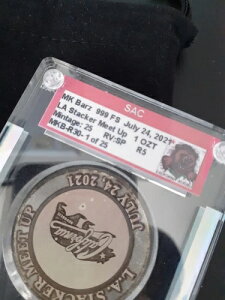 SAC
MK Barz 999 FS July 24, 2021
LA Stacker Meet Up 1 OZT
Mintage: 25 RV:SP R5
MKB-R30- 1 of 25
JULY 24, 2021
California
L.A. STACKER MEET UP